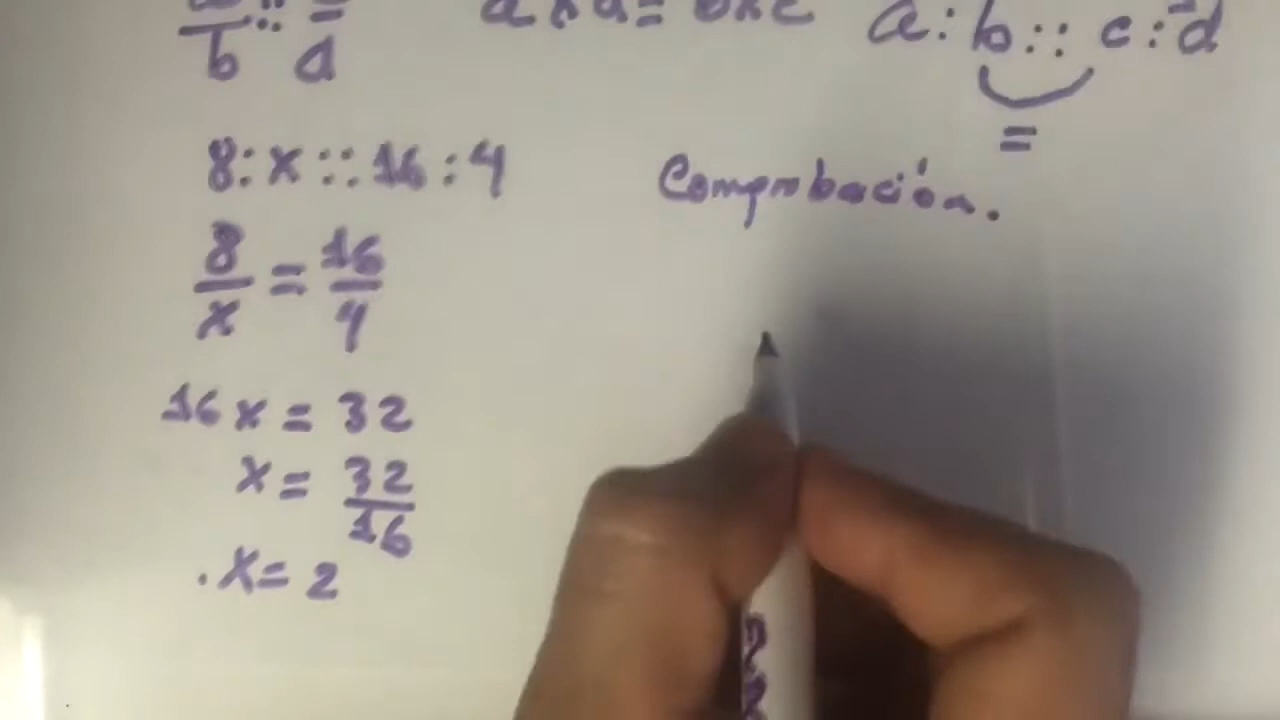 b d
a x d = b x c
a : b :: c : d
=
8 : x :: 16 : 4
8/x = 16/4
16x = 32
x = 32/16
. x = 2
Comprobación.